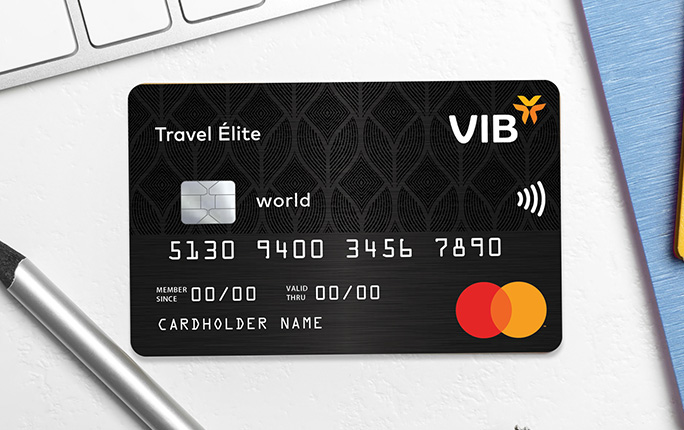 Travel Élite
VIB
world
5130 9400 3456 7890
MEMBER SINCE 00/00 VALID THRU 00/00
CARDHOLDER NAME